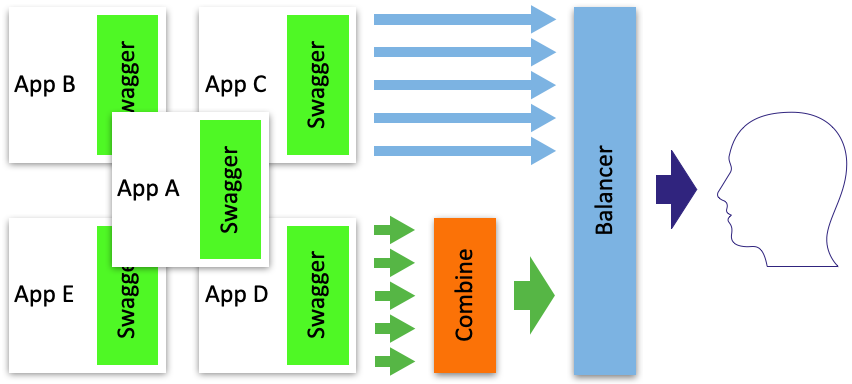 App B
Swagger
App C
Swagger
App A
Swagger
App E
Swagger
App D
Swagger
Combine
Balancer